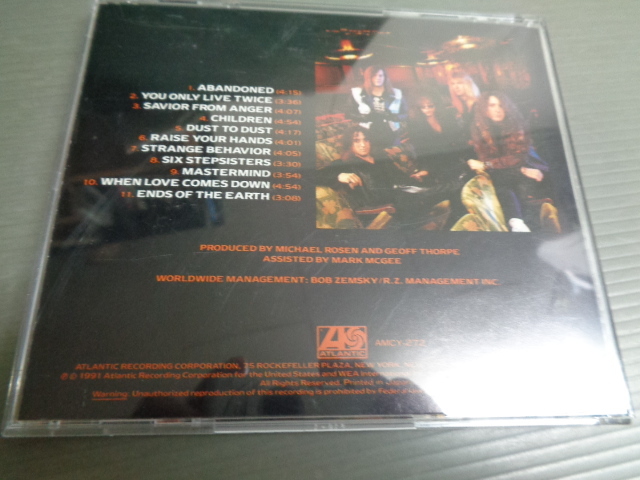 1. ABANDONED (4:15)
2. YOU ONLY LIVE TWICE (3:36)
3. SAVIOR FROM ANGER (4:07)
4. CHILDREN (4:54)
5. DUST TO DUST (4:17)
6. RAISE YOUR HANDS (4:01)
7. STRANGE BEHAVIOR (4:05)
8. SIX STEPSISTERS (3:30)
9. MASTERMIND (3:54)
10. WHEN LOVE COMES DOWN (4:54)
11. ENDS OF THE EARTH (3:08)
PRODUCED BY MICHAEL ROSEN AND GEOFF THORPE
ASSISTED BY MARK MCGEE
WORLDWIDE MANAGEMENT: BOB ZEMSKY/R.Z. MANAGEMENT INC.
ATLANTIC
AMCY-232
ATLANTIC RECORDING CORPORATION, 75 ROCKEFELLER PLAZA, NEW YORK,
℗ © 1991 Atlantic Recording Corporation for the United States and WEA International
All Rights Reserved. Printed in Japan
Warning: Unauthorized reproduction of this recording is prohibited by Federal